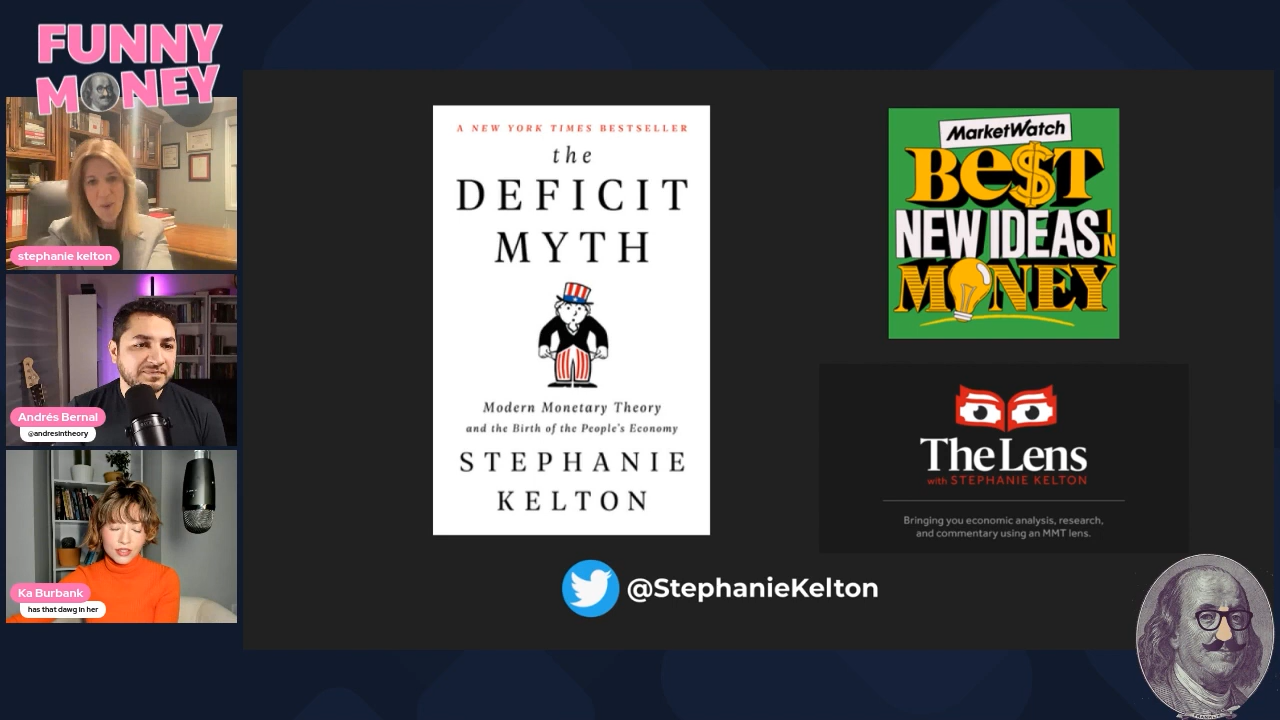 FUNNY
MONEY
stephanie kelton
Andrés Bernal
@andresintheory
Ka Burbank
has that dawg in her
A NEW YORK TIMES BESTSELLER
the
DEFICIT
MYTH
Modern Monetary Theory
and the Birth of the People's Economy
STEPHANIE
KELTON
MarketWatch
BE$T
NEW IDEAS IN
MONEY
The Lens
with STEPHANIE KELTON
Bringing you economic analysis, research,
and commentary using an MMT lens.
@StephanieKelton